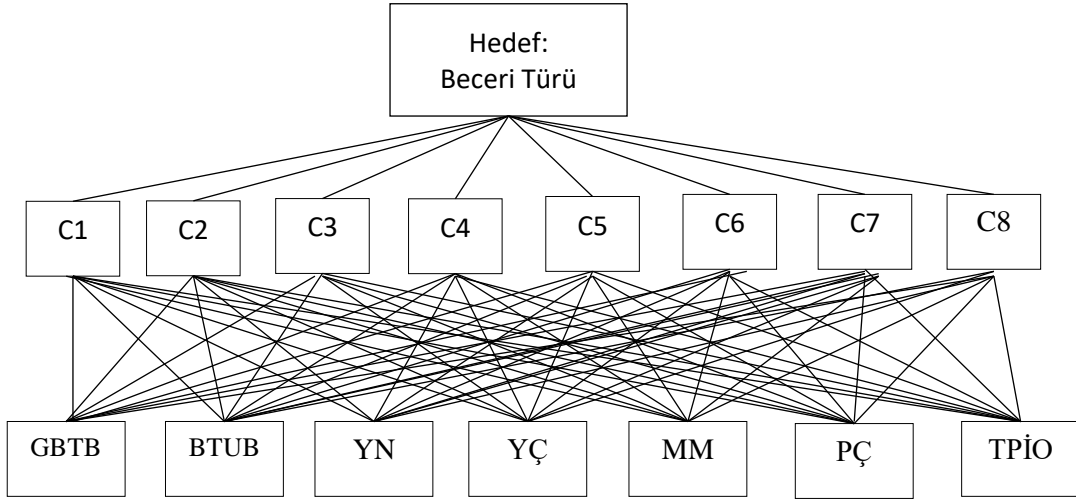 Hedef:
Beceri Türü
C1
C2
C3
C4
C5
C6
C7
C8
GBTB
BTUB
YN
YÇ
MM
PÇ
TPİO